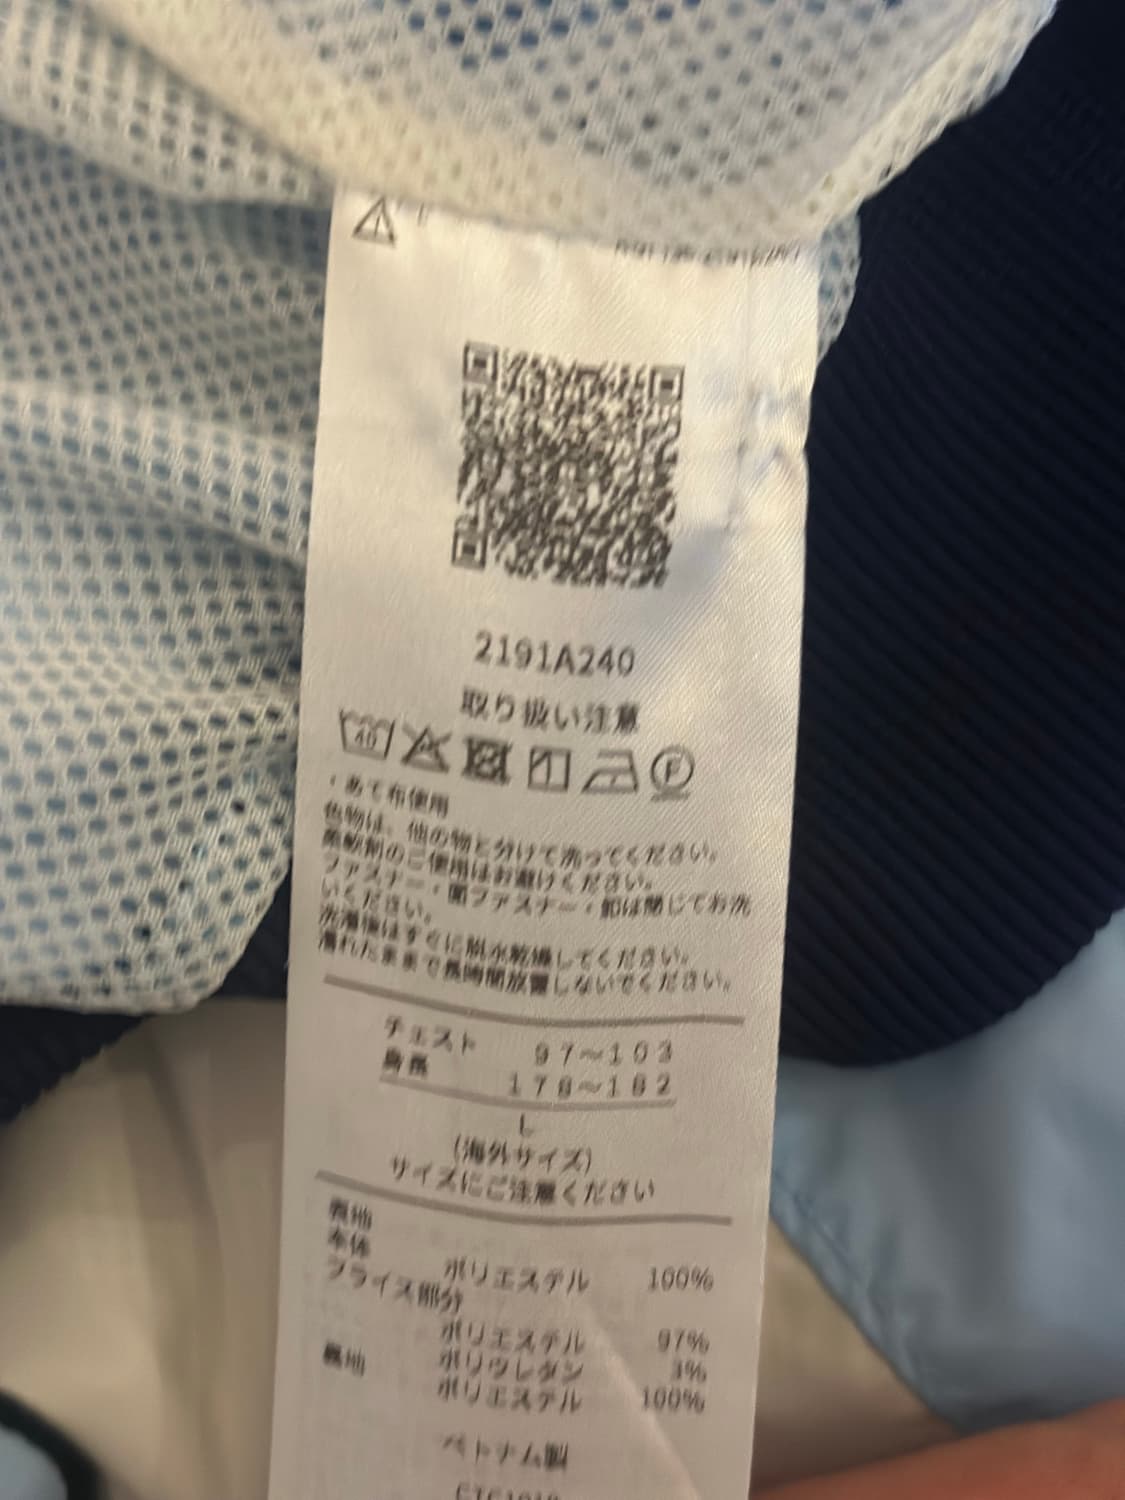 2191A240
取り扱い注意
40
F
・あて布使用
色物は、他の物と分けて洗ってください。
柔軟剤のご使用はお避けください。
ファスナー・面ファスナー・釦は閉じてお洗
いください。
洗濯後はすぐに脱水乾燥してください。
濡れたままで長時間放置しないでください。
チェスト 97～103
身長 178～182
L
(海外サイズ)
サイズにご注意ください
表地
本体
ポリエステル 100%
フライス部分
ポリエステル 97%
ポリウレタン 3%
裏地 ポリエステル 100%
ベトナム製